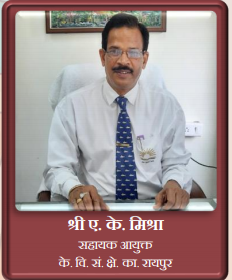 श्री ए. के. मिश्रा
सहायक आयुक्त
के. वि. सं. क्षे. का. रायपुर